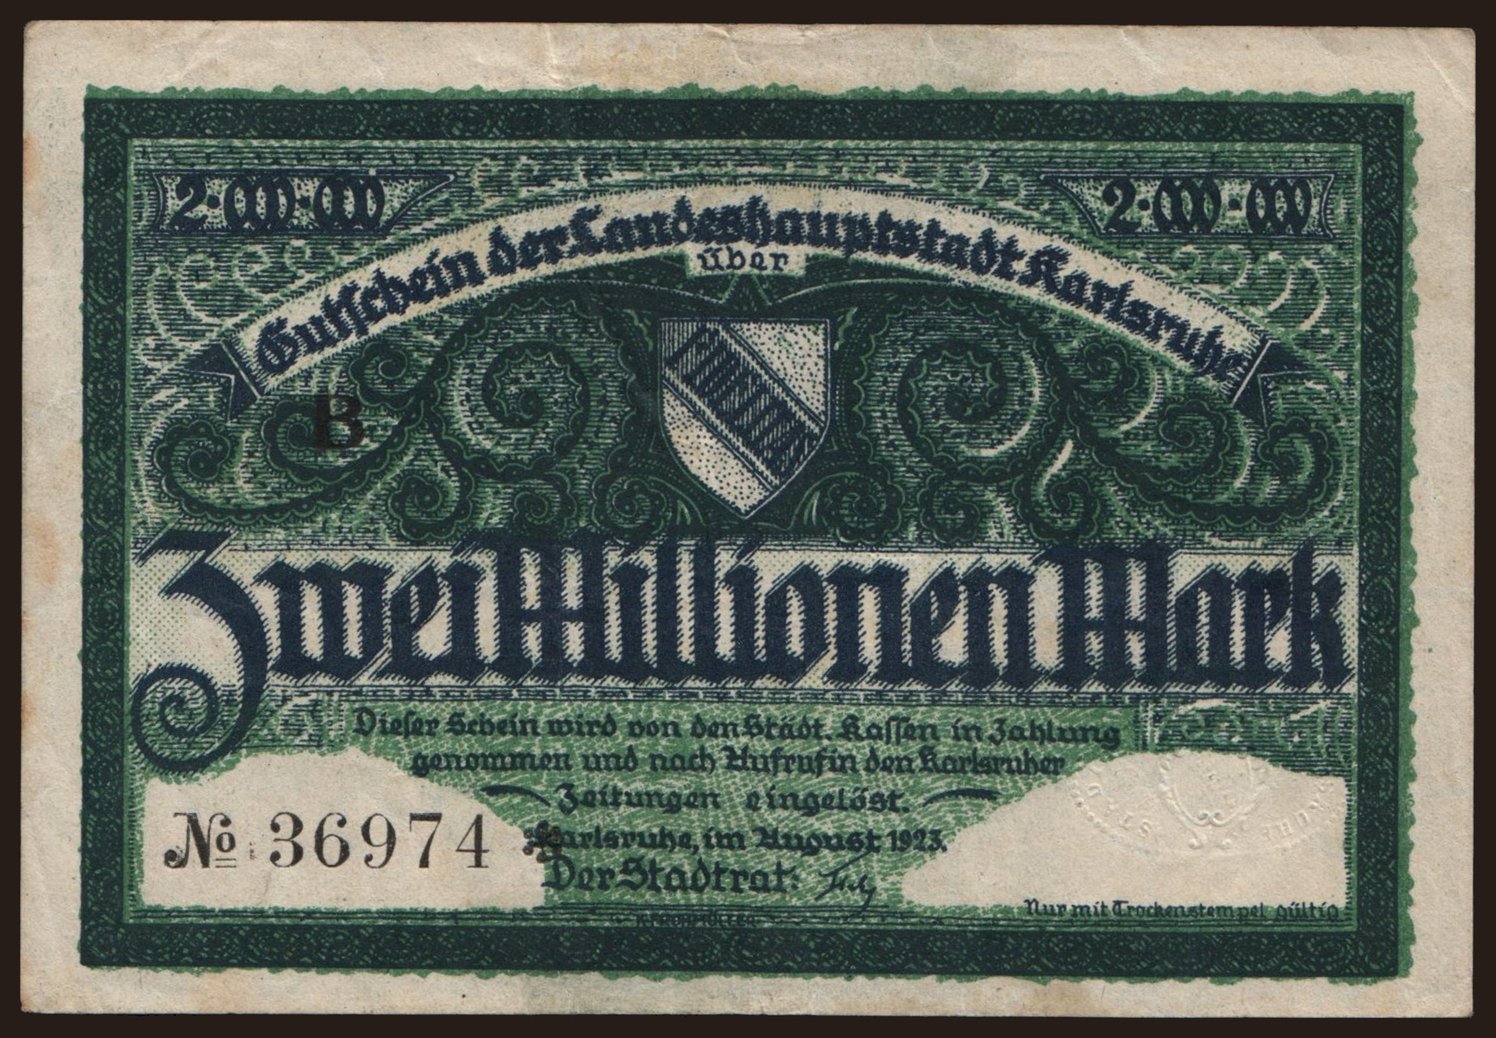 2·000·000
2·000·000
Gutschein der Landeshauptstadt Karlsruhe
über
B
Zwei Millionen Mark
Dieser Schein wird von den Städt. Kassen in Zahlung
genommen und nach Aufruf in den Karlsruher
Zeitungen eingelöst.
Karlsruhe, im August 1923.
Der Stadtrat:
No 36974
Nur mit Trockenstempel gültig